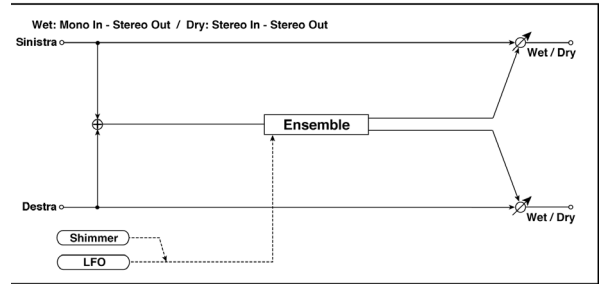 Wet: Mono In - Stereo Out / Dry: Stereo In - Stereo Out
Sinistra
Wet / Dry
Ensemble
Destra
Wet / Dry
Shimmer
LFO